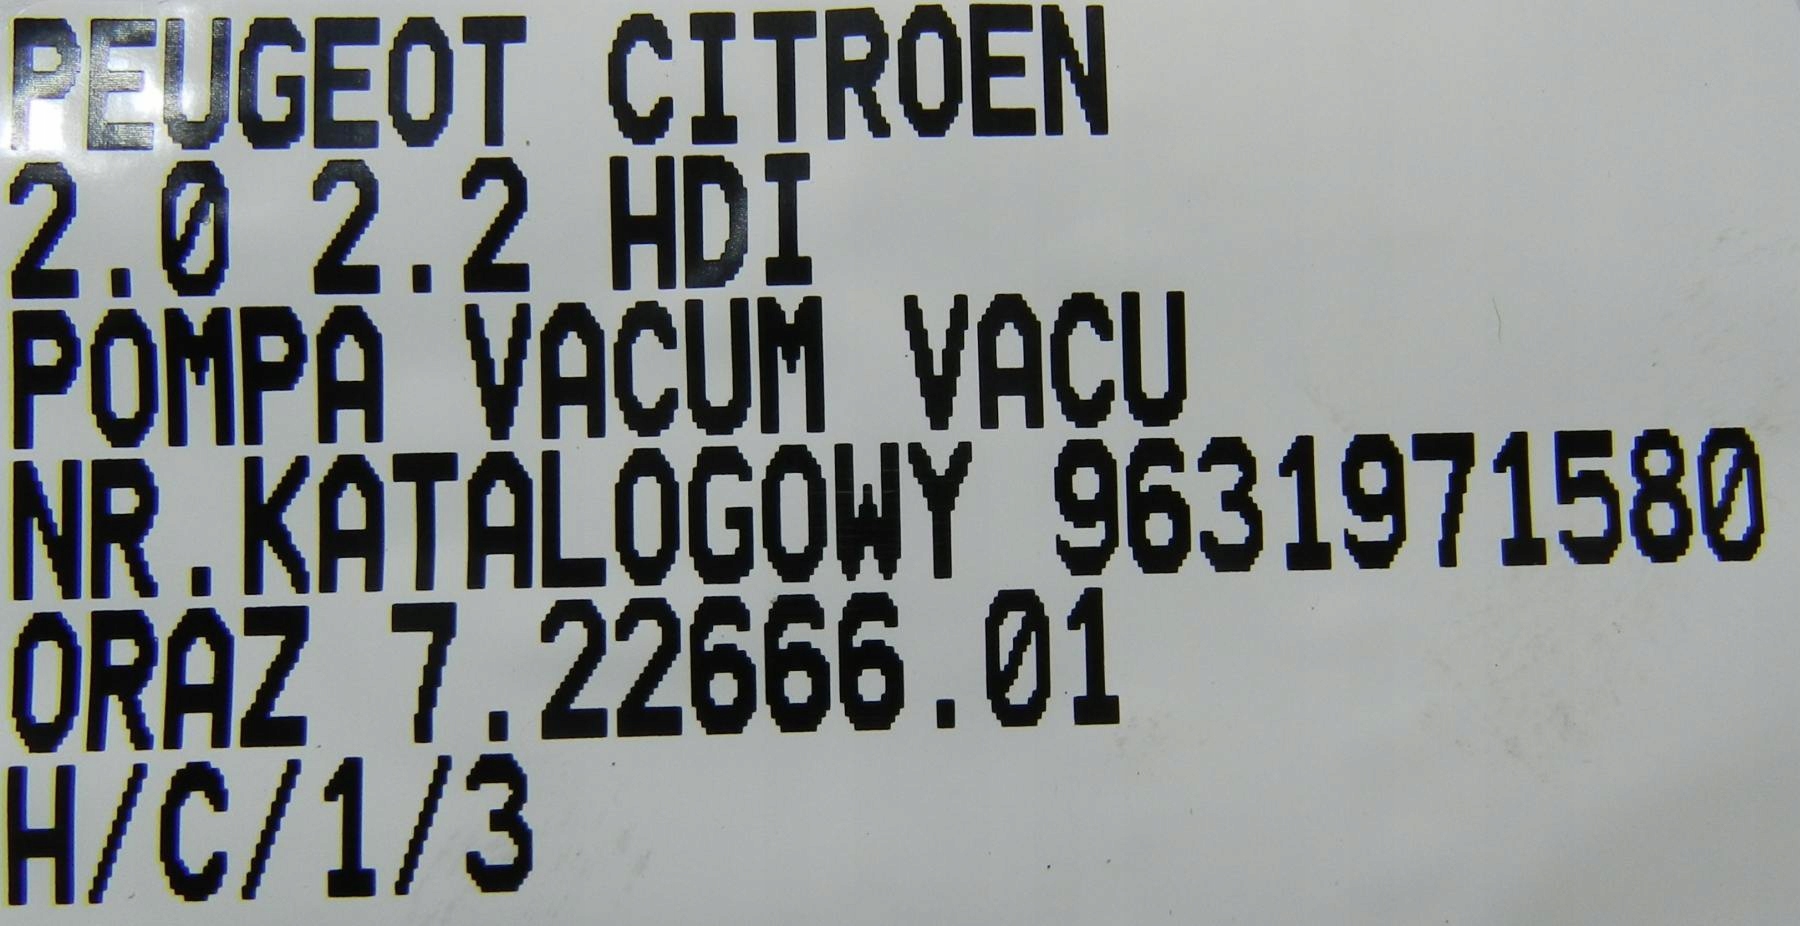 PEUGEOT CITROEN
2.0 2.2 HDI
POMPA VACUM VACU
NR.KATALOGOWY 9631971580
ORAZ 7.22666.01
H/C/1/3